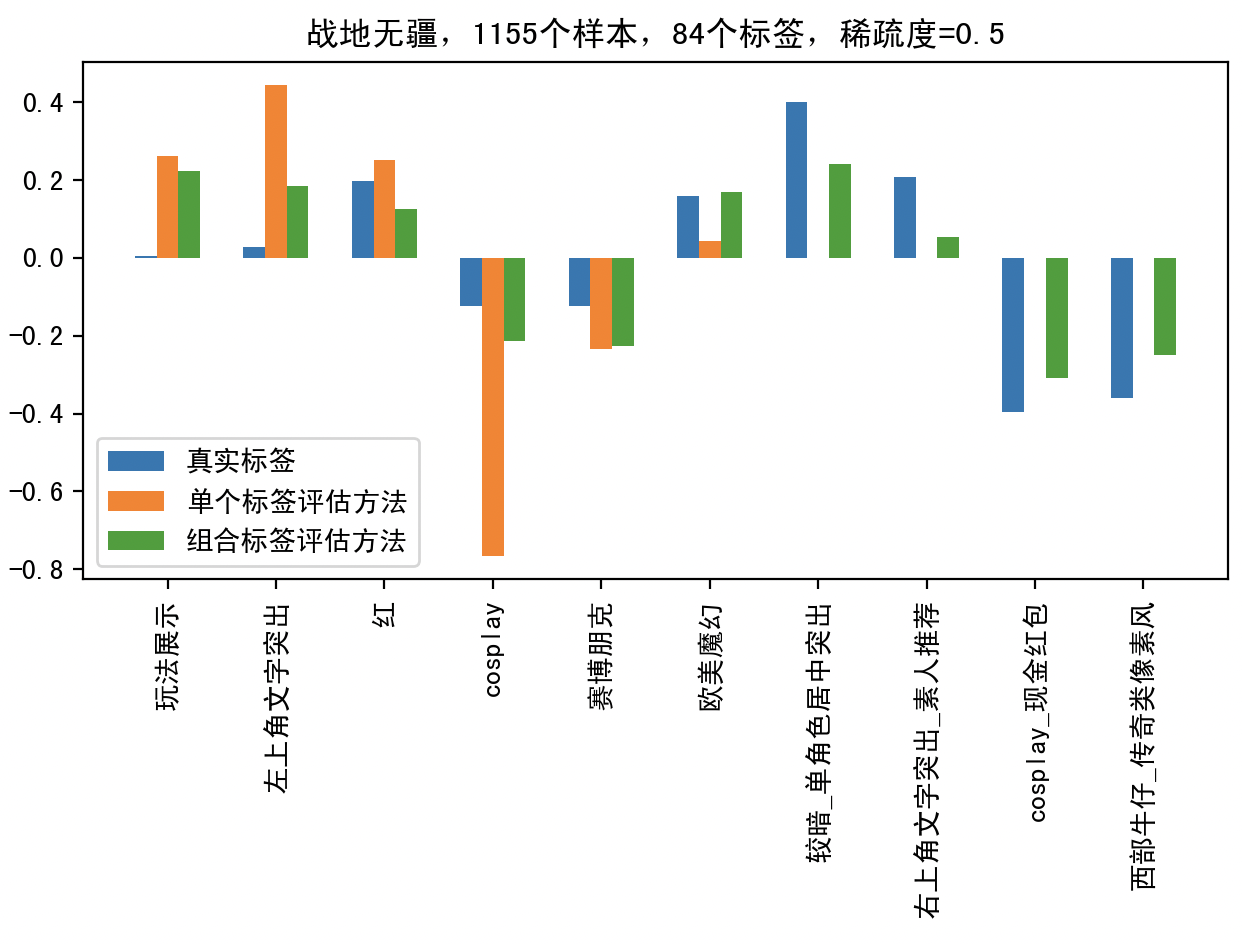 战地无疆，1155个样本，84个标签，稀疏度=0.5
0.4
0.2
0.0
−0.2
−0.4
−0.6
−0.8
真实标签
单个标签评估方法
组合标签评估方法
玩法展示
左上角文字突出
红
cosplay
赛博朋克
欧美魔幻
较暗_单角色居中突出
右上角文字突出_素人推荐
cosplay_现金红包
西部牛仔_传奇类像素风